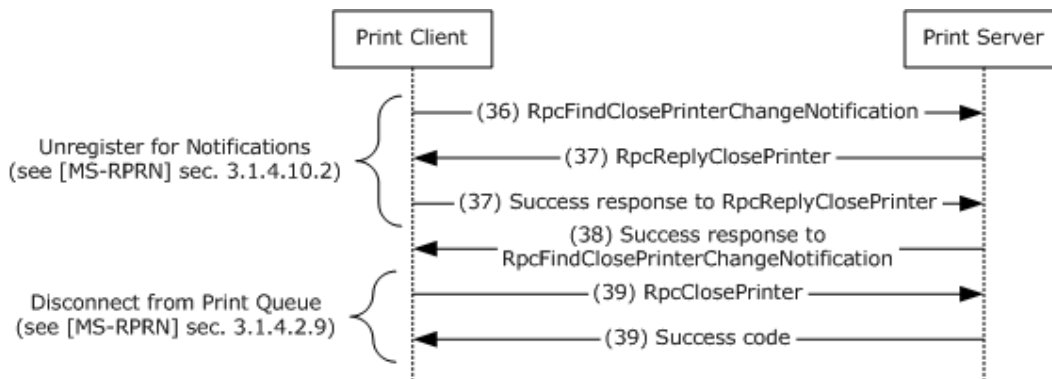 Print Client
Print Server
(36) RpcFindClosePrinterChangeNotification
Unregister for Notifications
(see [MS-RPRN] sec. 3.1.4.10.2)
(37) RpcReplyClosePrinter
(37) Success response to RpcReplyClosePrinter
(38) Success response to
RpcFindClosePrinterChangeNotification
Disconnect from Print Queue
(see [MS-RPRN] sec. 3.1.4.2.9)
(39) RpcClosePrinter
(39) Success code